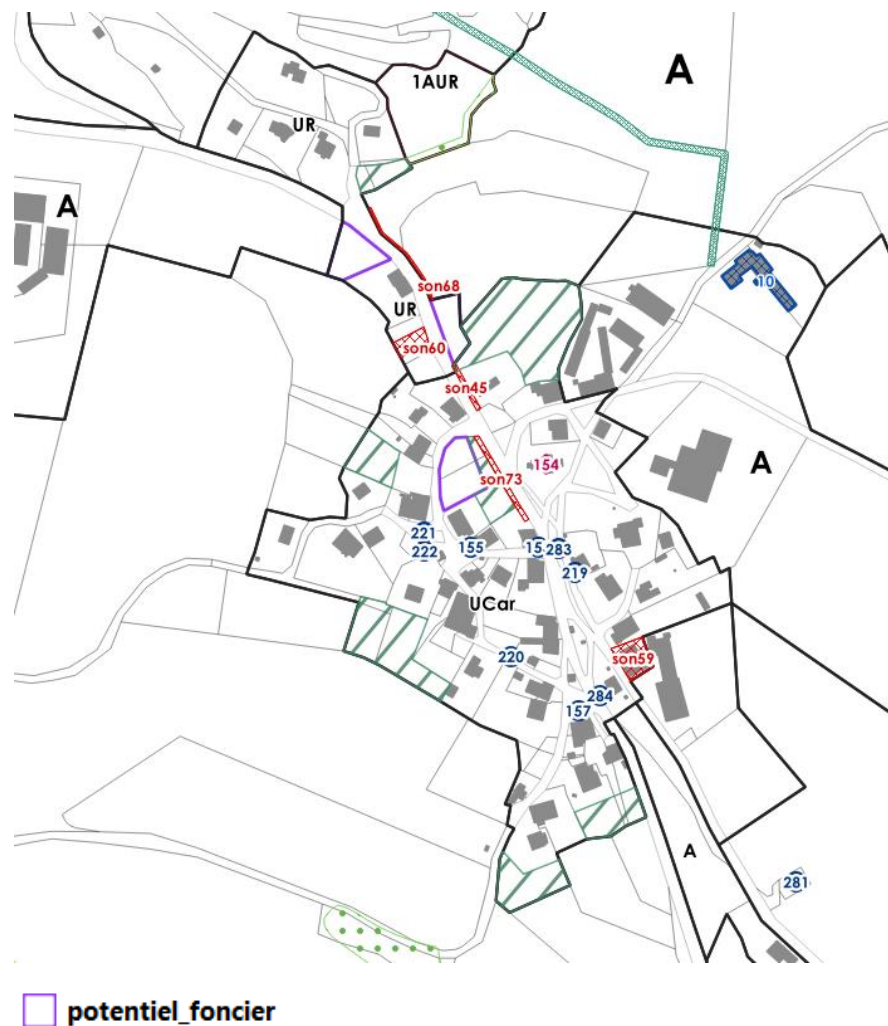 A
1AUR
UR
A
10
son68
UR
son60
son45
A
154
son73
221
283
222
155
15
219
UCar
220
son59
284
157
A
281
potentiel_foncier